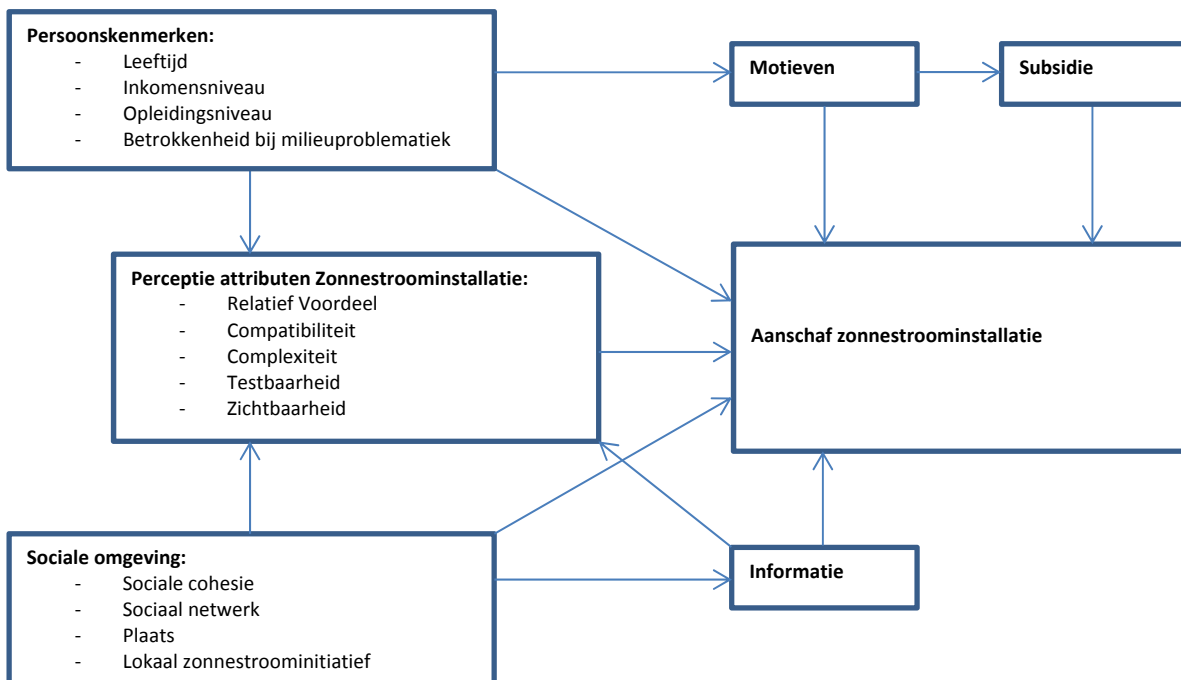 Persoonskenmerken:
- Leeftijd
- Inkomensniveau
- Opleidingsniveau
- Betrokkenheid bij milieuproblematiek
Motieven
Subsidie
Perceptie attributen Zonnestroominstallatie:
- Relatief Voordeel
- Compatibiliteit
- Complexiteit
- Testbaarheid
- Zichtbaarheid
Aanschaf zonnestroominstallatie
Sociale omgeving:
- Sociale cohesie
- Sociaal netwerk
- Plaats
- Lokaal zonnestroominitiatief
Informatie